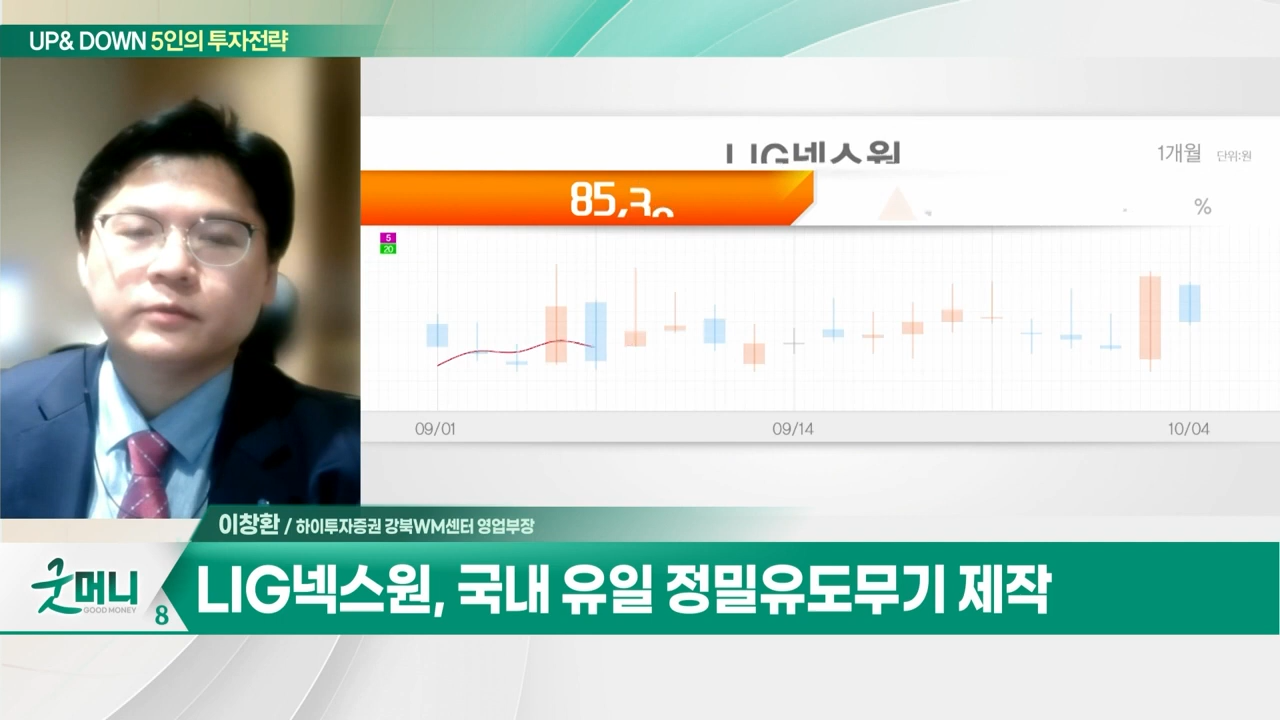 UP& DOWN 5인의 투자전략
LIG넥스원
1개월 단위:원
85,3
%
5
20
09/01 09/14 10/04
이창환 / 하이투자증권 강북WM센터 영업부장
굿머니
GOOD MONEY
8
LIG넥스원, 국내 유일 정밀유도무기 제작